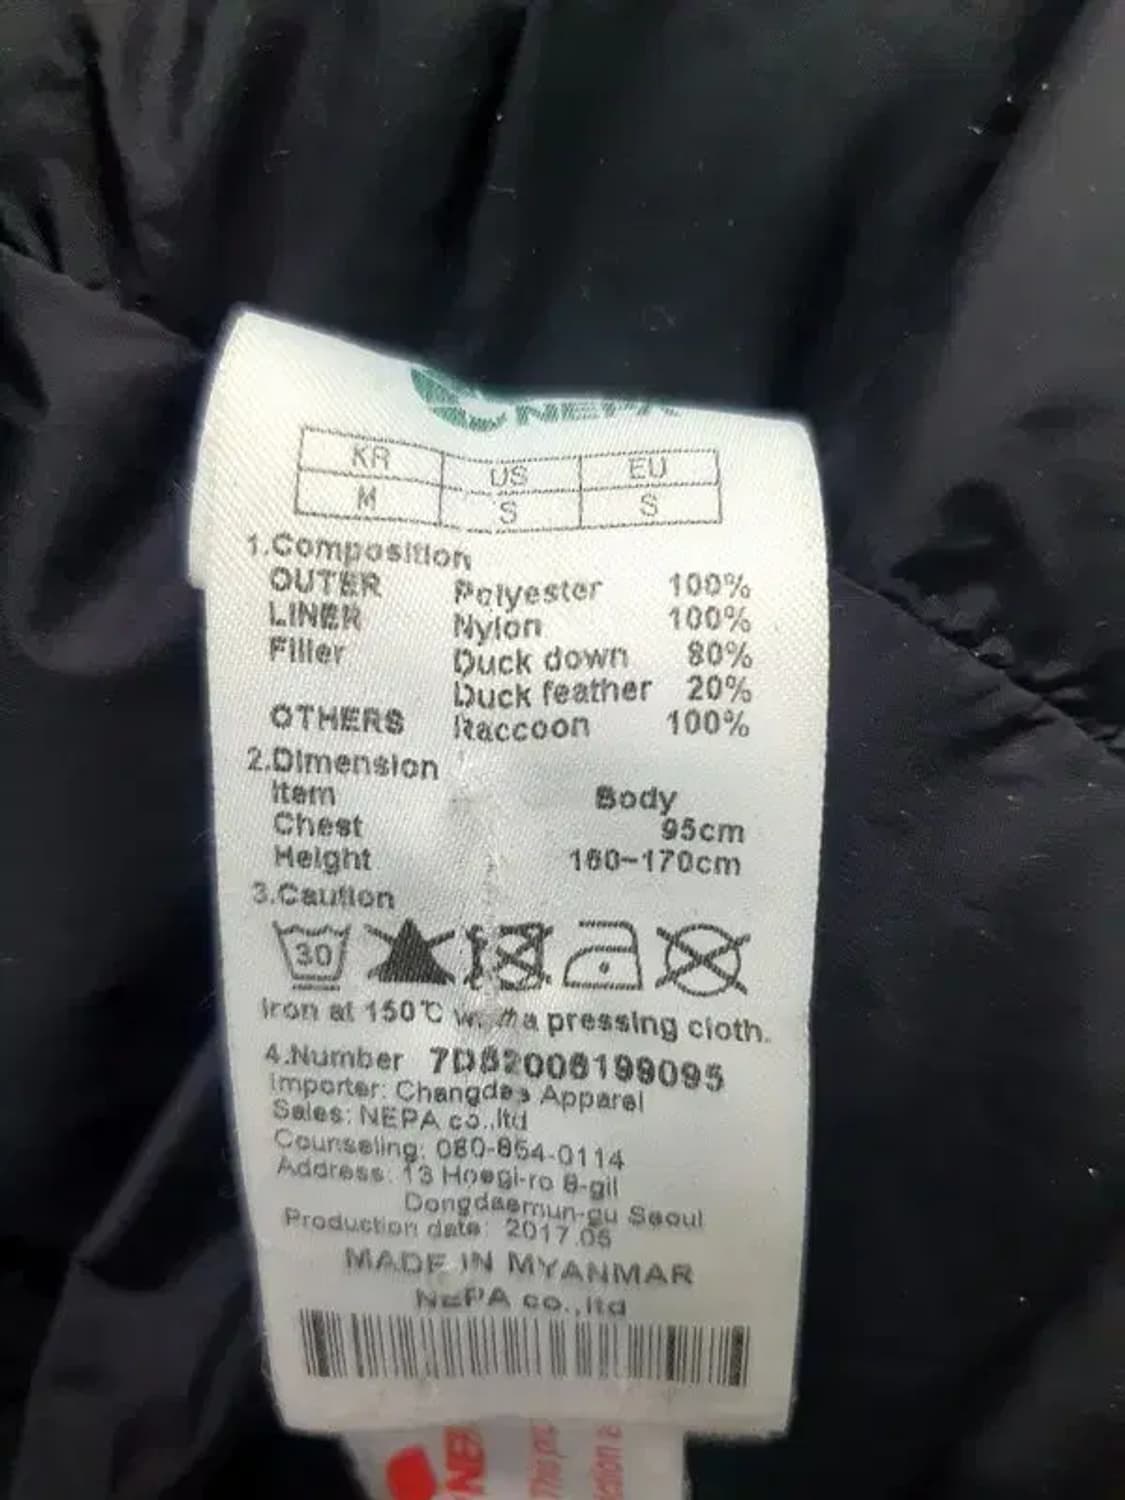 NEPA
KR US EU
M S S
1.Composition
OUTER Polyester 100%
LINER Nylon 100%
Filler Duck down 80%
Duck feather 20%
OTHERS Raccoon 100%
2.Dimension
Item Body
Chest 95cm
Height 160~170cm
3.Caution
30
Iron at 150℃ a pressing cloth.
4.Number
Importer: Changdae Apparel
Sales: NEPA co.,ltd
Counseling: 080-864-0114
Address: 13 Hoegi-ro 8-gil
Dongdaemun-gu Seoul
Production date: 2017.05
MADE IN MYANMAR
NEPA co.,ltd